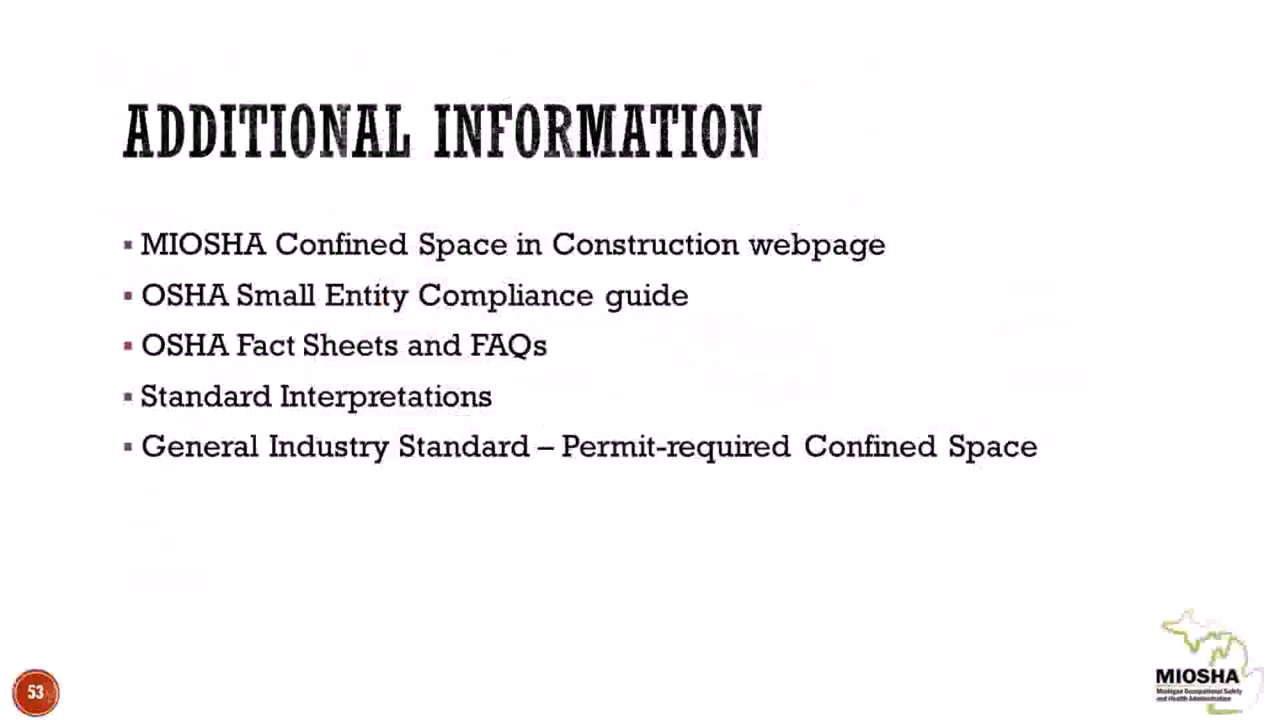 ADDITIONAL INFORMATION
▪ MIOSHA Confined Space in Construction webpage
▪ OSHA Small Entity Compliance guide
▪ OSHA Fact Sheets and FAQs
▪ Standard Interpretations
▪ General Industry Standard – Permit-required Confined Space
53
MIOSHA
Michigan Occupational Safety
and Health Administration